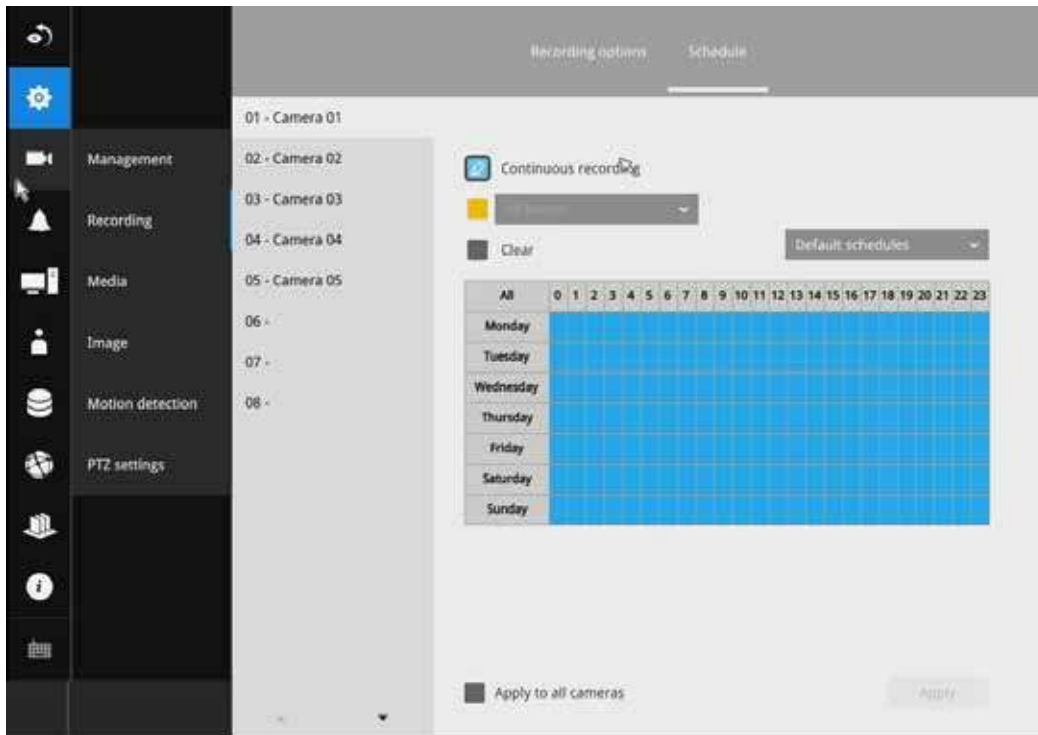 Recording options
Schedule
Management
Recording
Media
Image
Motion detection
PTZ settings
01 - Camera 01
02 - Camera 02
03 - Camera 03
04 - Camera 04
05 - Camera 05
06 -
07 -
08 -
Continuous recording
Clear
Default schedules
All 0 1 2 3 4 5 6 7 8 9 10 11 12 13 14 15 16 17 18 19 20 21 22 23
Monday
Tuesday
Wednesday
Thursday
Friday
Saturday
Sunday
Apply to all cameras
Apply